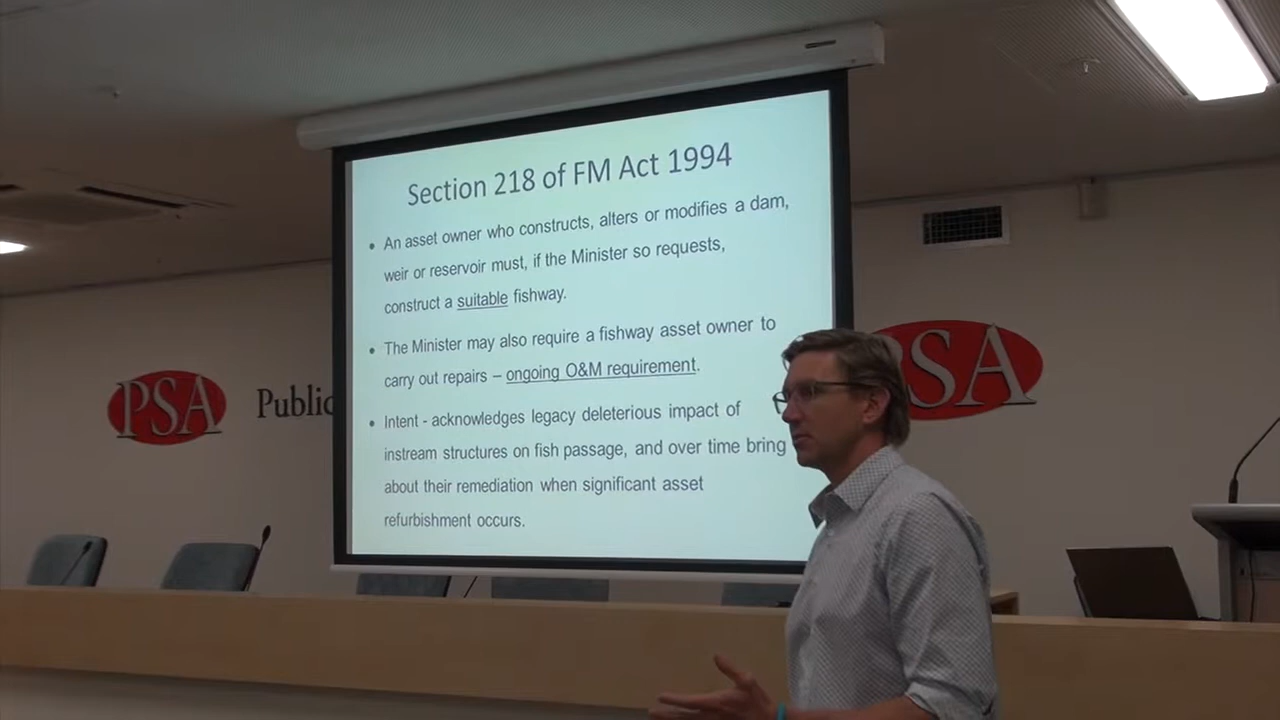 Section 218 of FM Act 1994
• An asset owner who constructs, alters or modifies a dam,
weir or reservoir must, if the Minister so requests,
construct a suitable fishway.
• The Minister may also require a fishway asset owner to
carry out repairs – ongoing O&M requirement.
• Intent - acknowledges legacy deleterious impact of
instream structures on fish passage, and over time bring
about their remediation when significant asset
refurbishment occurs.
PSA
Public
PSA